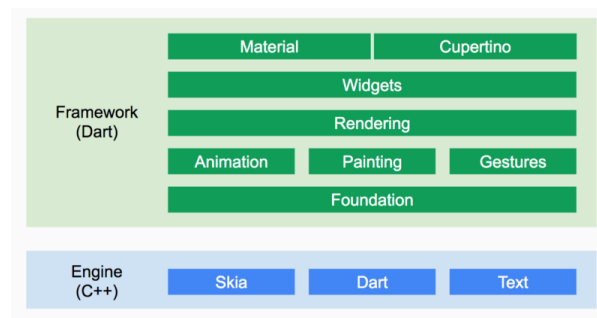 Material
Cupertino
Widgets
Framework
(Dart)
Rendering
Animation
Painting
Gestures
Foundation
Engine
(C++)
Skia
Dart
Text